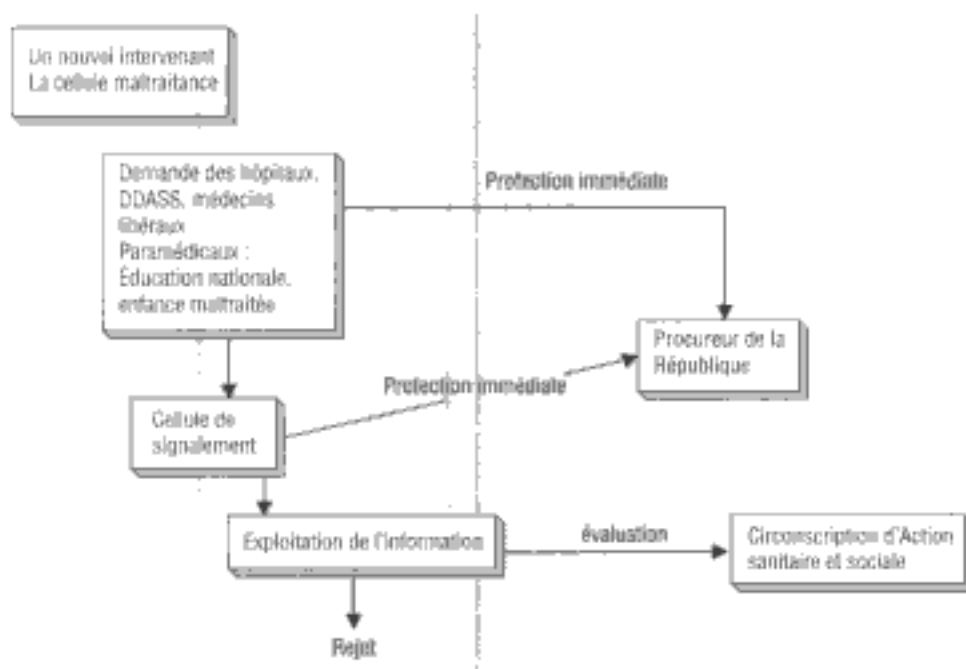 Un nouvel intervenant
La cellule maltraitance
Demande des hôpitaux,
DDASS, médecins
libéraux
Paramédicaux :
Éducation nationale,
enfance maltraitée
Protection immédiate
Procureur de la
République
Protection immédiate
Cellule de
signalement
Exploitation de l'Information
évaluation
Circonscription d'Action
sanitaire et sociale
Rejet